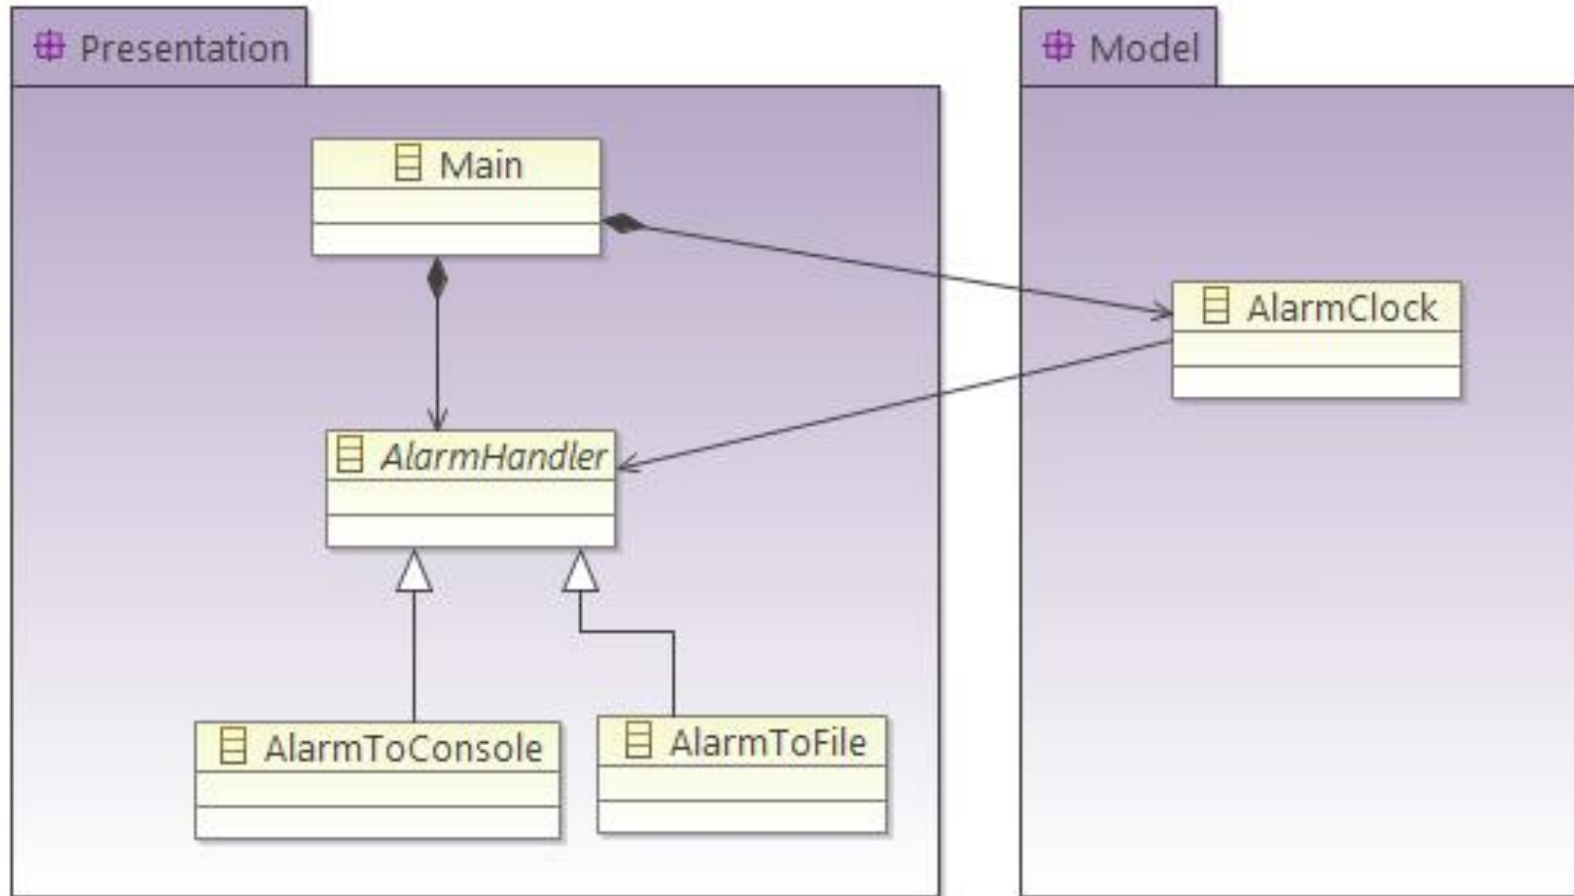 Presentation
Model
Main
AlarmClock
AlarmHandler
AlarmToConsole
AlarmToFile